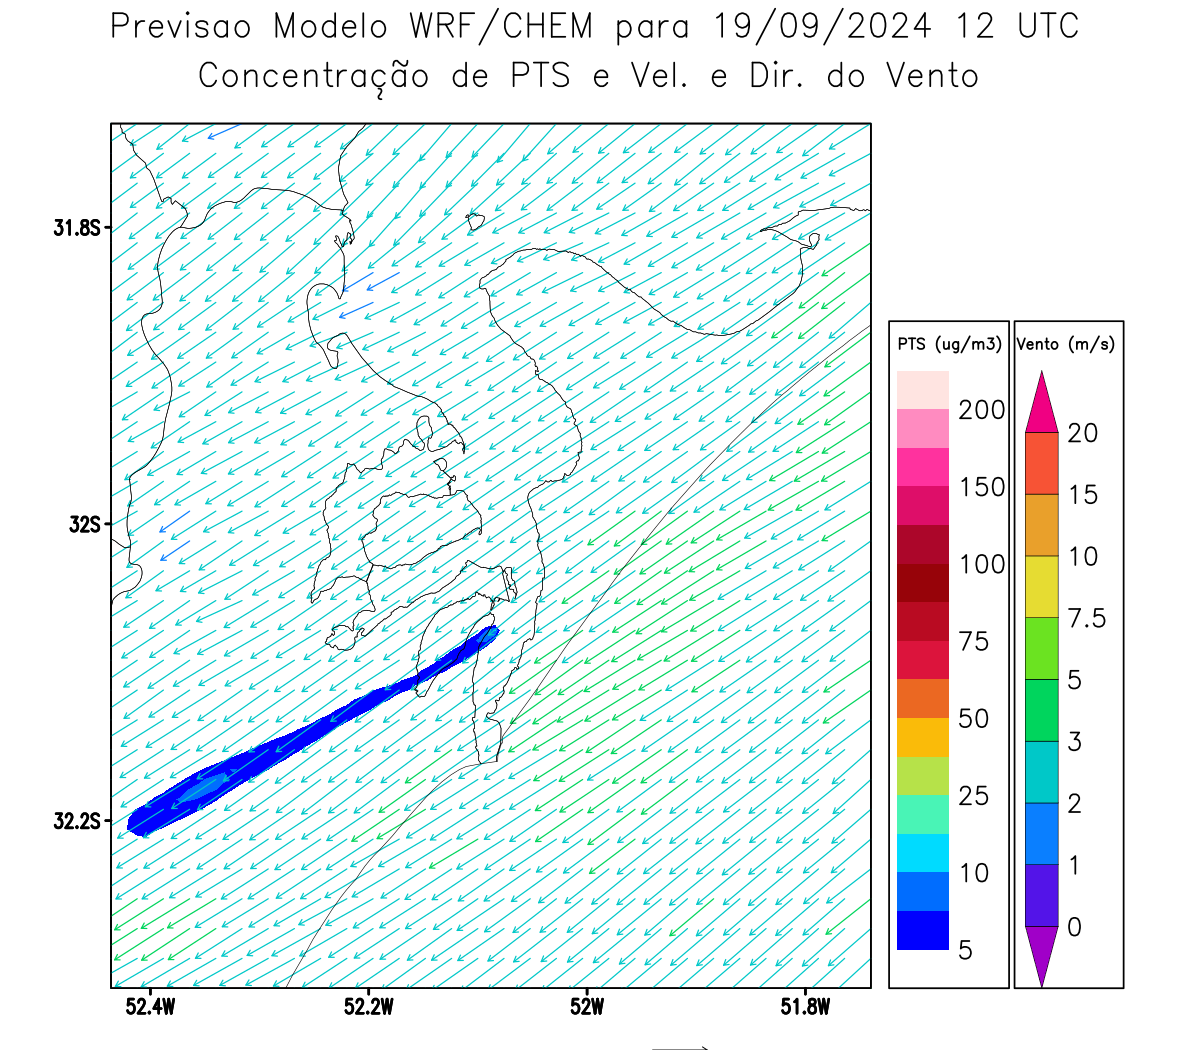 Previsao Modelo WRF/CHEM para 19/09/2024 12 UTC
Concentração de PTS e Vel. e Dir. do Vento
31.8S
32S
32.2S
52.4W 52.2W 52W 51.8W
PTS (ug/m3)
200
150
100
75
50
25
10
5
Vento (m/s)
20
15
10
7.5
5
3
2
1
0